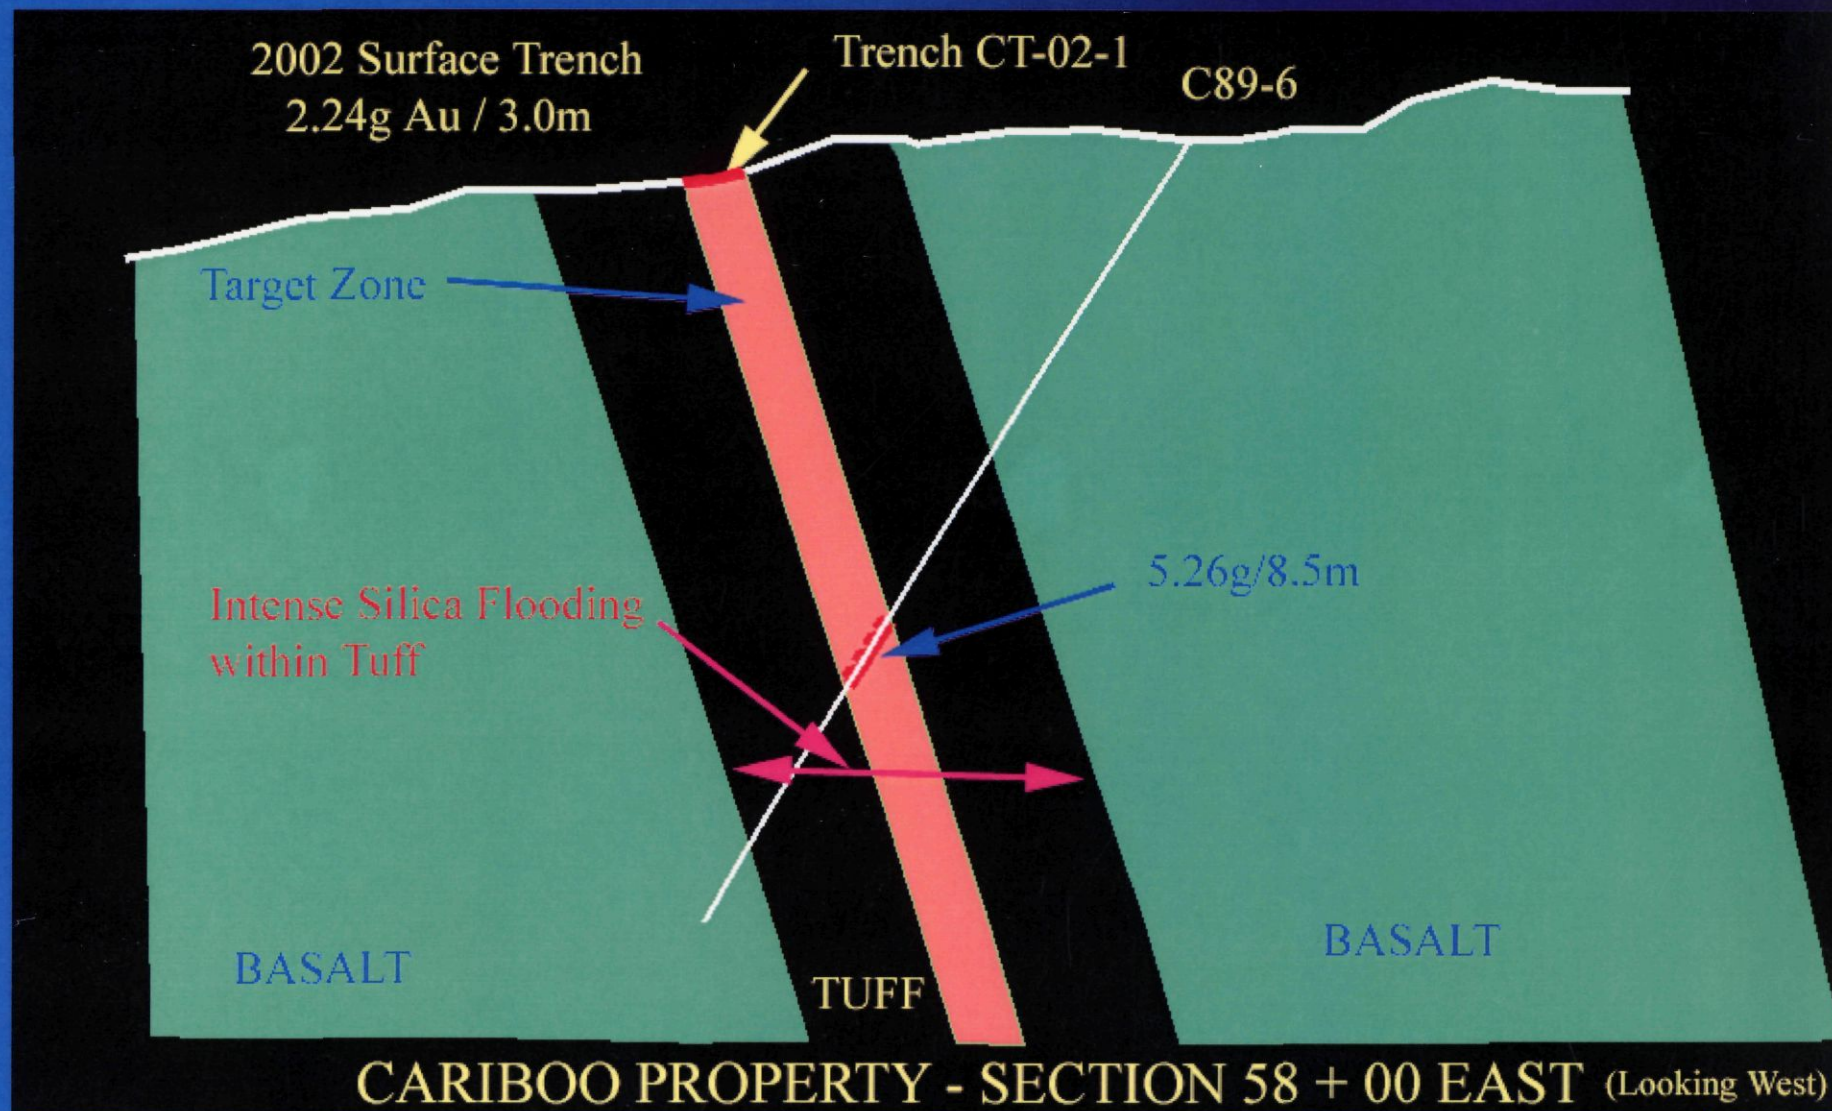 2002 Surface Trench
2.24g Au / 3.0m
Trench CT-02-1
C89-6
Target Zone
5.26g/8.5m
Intense Silica Flooding
within Tuff
BASALT
TUFF
BASALT
CARIBOO PROPERTY - SECTION 58 + 00 EAST (Looking West)